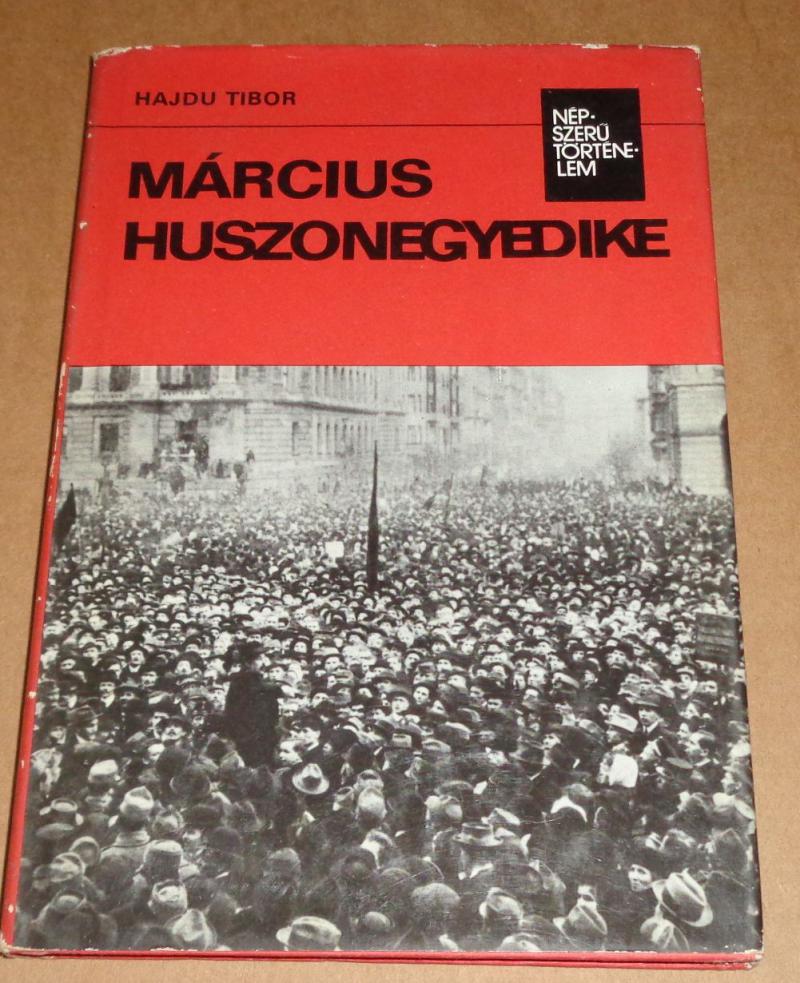 HAJDU TIBOR
NÉP-
SZERŰ
TÖRTÉNE-
LEM
MÁRCIUS
HUSZONEGYEDIKE